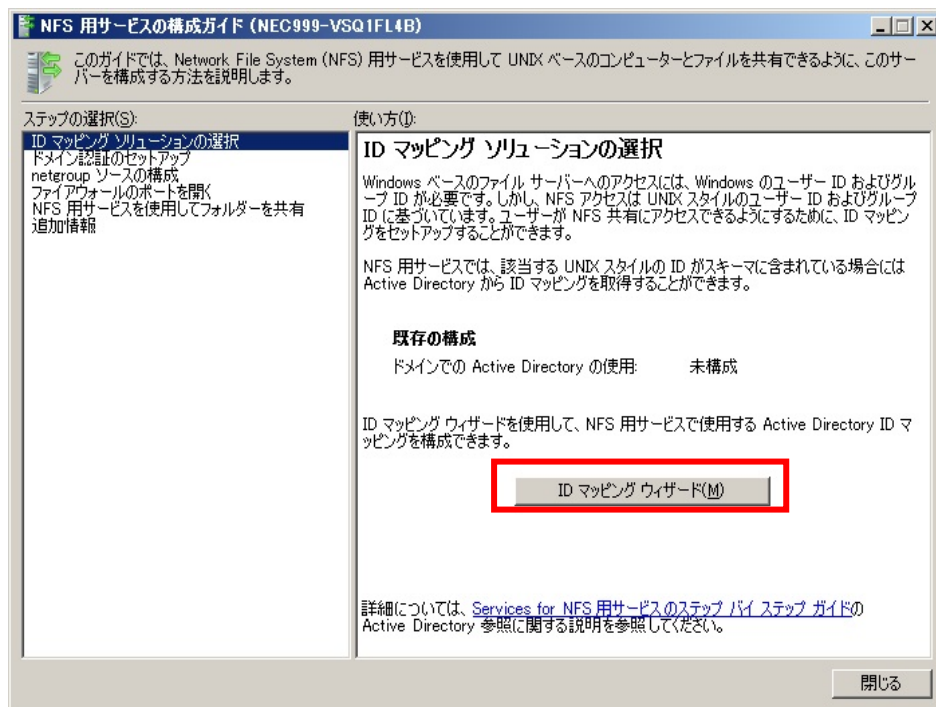 NFS 用サービスの構成ガイド (NEC999-VSQ1FL4B)
このガイドでは、Network File System (NFS) 用サービスを使用して UNIX ベースのコンピューターとファイルを共有できるように、このサー
バーを構成する方法を説明します。
ステップの選択(S):
ID マッピング ソリューションの選択
ドメイン認証のセットアップ
netgroup ソースの構成
ファイアウォールのポートを開く
NFS 用サービスを使用してフォルダーを共有
追加情報
使い方(I):
ID マッピング ソリューションの選択
Windows ベースのファイル サーバーへのアクセスには、Windows のユーザー ID およびグル
ープ ID が必要です。しかし、NFS アクセスは UNIX スタイルのユーザー ID およびグループ
ID に基づいています。ユーザーが NFS 共有にアクセスできるようにするために、ID マッピン
グをセットアップすることができます。
NFS 用サービスでは、該当する UNIX スタイルの ID がスキーマに含まれている場合には
Active Directory から ID マッピングを取得することができます。
既存の構成
ドメインでの Active Directory の使用: 未構成
ID マッピング ウィザードを使用して、NFS 用サービスで使用する Active Directory ID マ
ッピングを構成できます。
ID マッピング ウィザード(M)
詳細については、Services for NFS 用サービスのステップ バイ ステップ ガイドの
Active Directory 参照に関する説明を参照してください。
閉じる